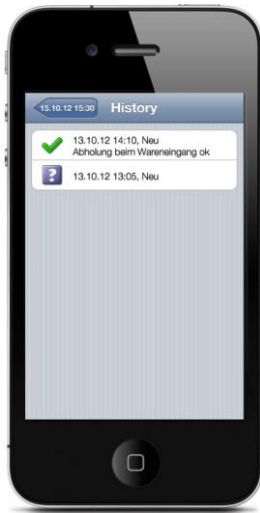 15.10.12 15:30
History
13.10.12 14:10, Neu
Abholung beim Wareneingang ok
?
13.10.12 13:05, Neu